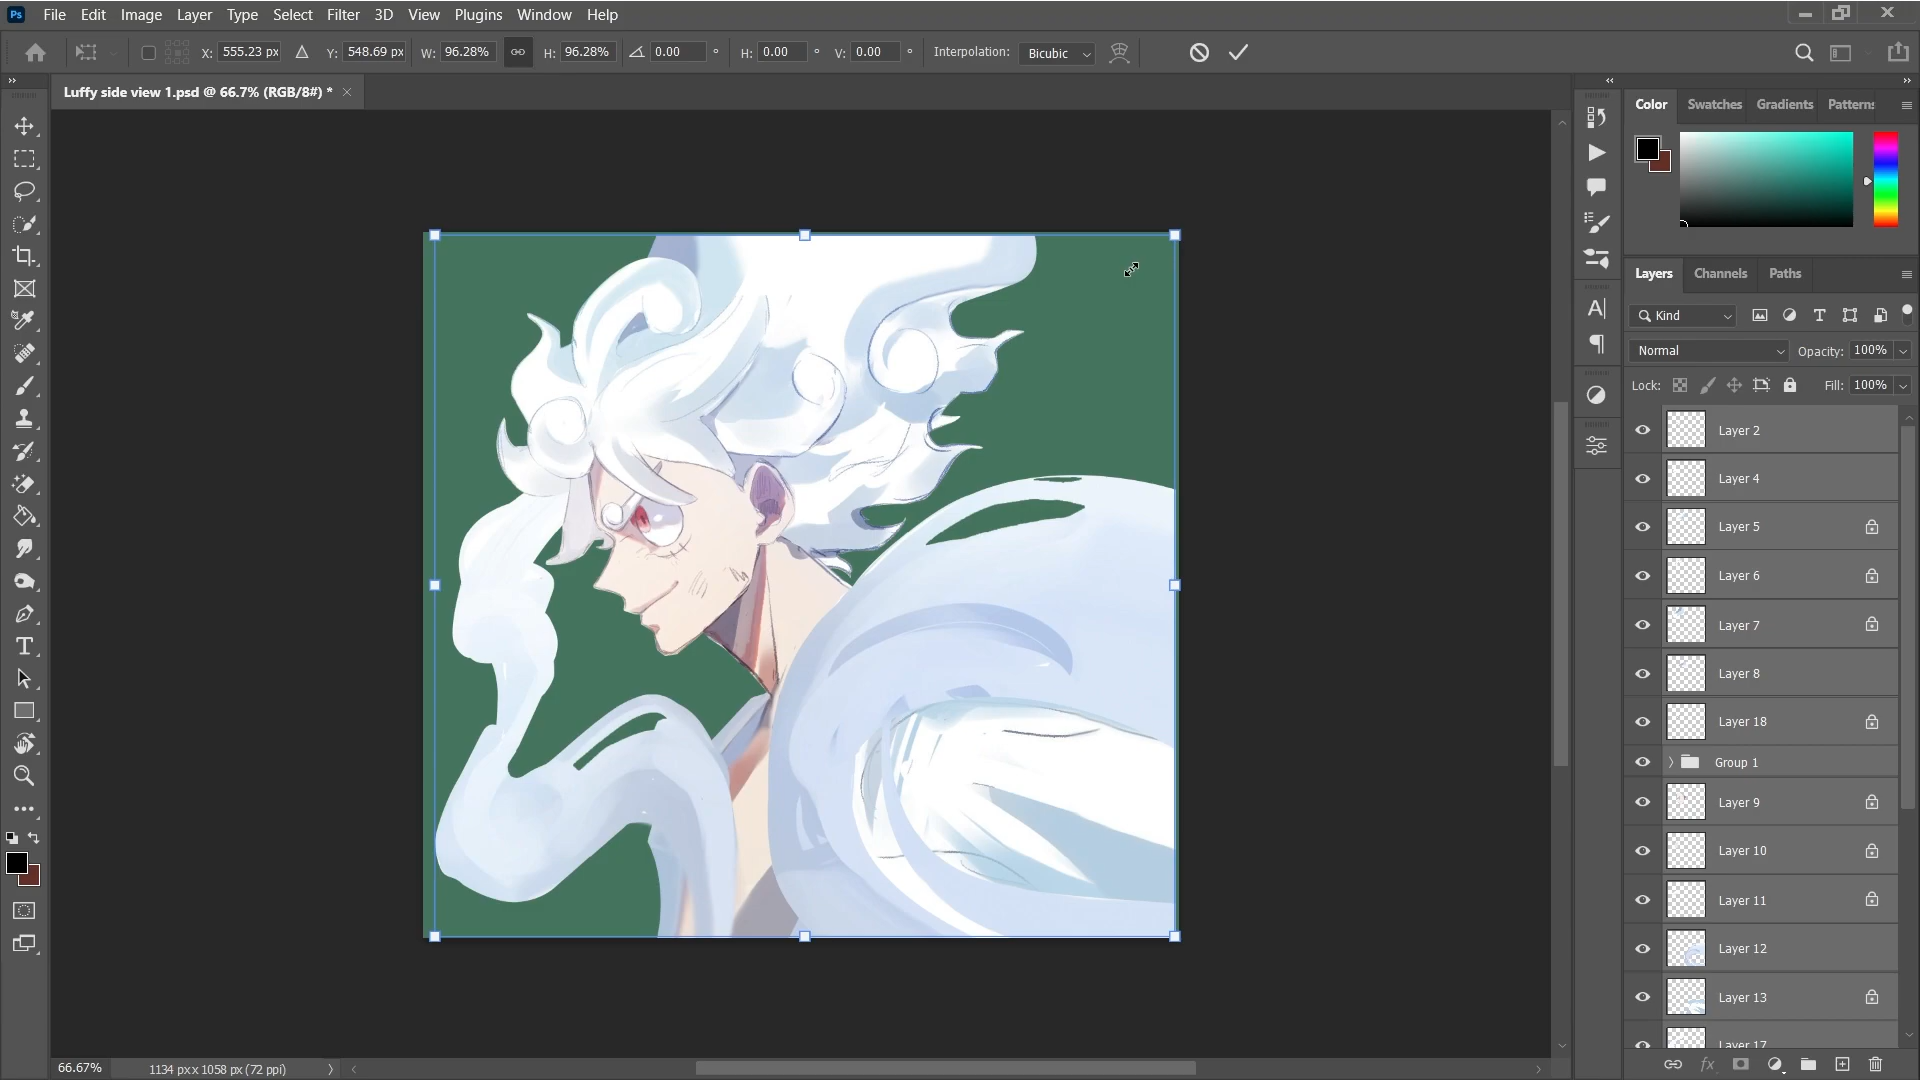 Ps File Edit Image Layer Type Select Filter 3D View Plugins Window Help
X: 555.23 px Y: 548.69 px W: 96.28% H: 96.28% 0.00 ° H: 0.00 ° V: 0.00 ° Interpolation: Bicubic
Luffy side view 1.psd @ 66.7% (RGB/8#) *
Color Swatches Gradients Patterns
Layers Channels Paths
Kind
Normal Opacity: 100%
Lock: Fill: 100%
Layer 2
Layer 4
Layer 5
Layer 6
Layer 7
Layer 8
Layer 18
Group 1
Layer 9
Layer 10
Layer 11
Layer 12
Layer 13
Layer 17
66.67% 1134 px x 1058 px (72 ppi)